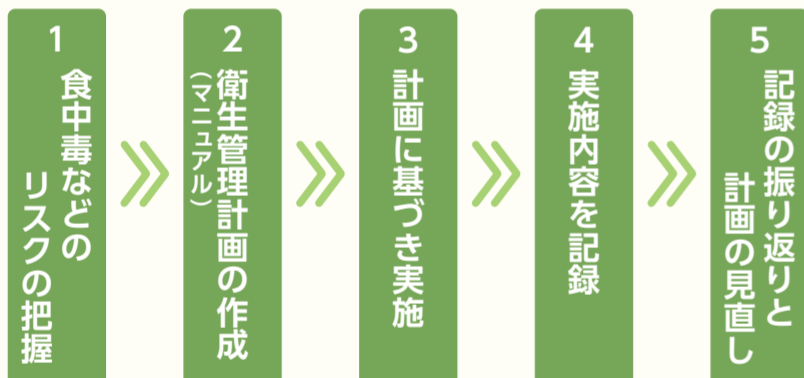 1
食中毒などの
リスクの把握
2
衛生管理計画の作成
(マニュアル)
3
計画に基づき実施
4
実施内容を記録
5
記録の振り返りと
計画の見直し